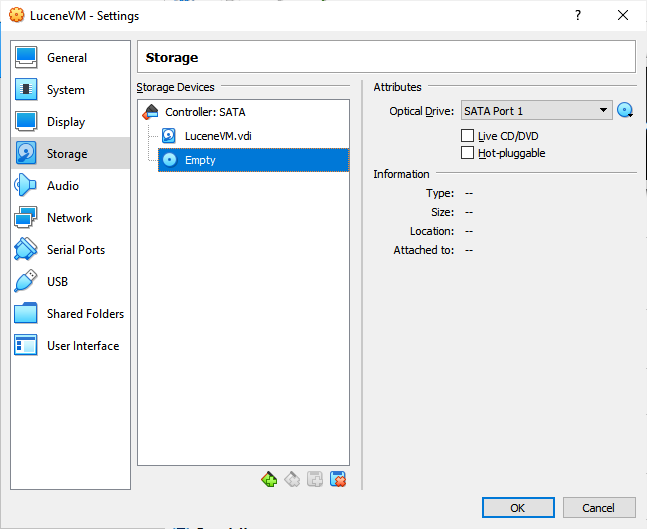 LuceneVM - Settings
General
System
Display
Storage
Audio
Network
Serial Ports
USB
Shared Folders
User Interface
Storage
Storage Devices
Controller: SATA
LuceneVM.vdi
Empty
Attributes
Optical Drive: SATA Port 1
Live CD/DVD
Hot-pluggable
Information
Type: --
Size: --
Location: --
Attached to: --
OK
Cancel